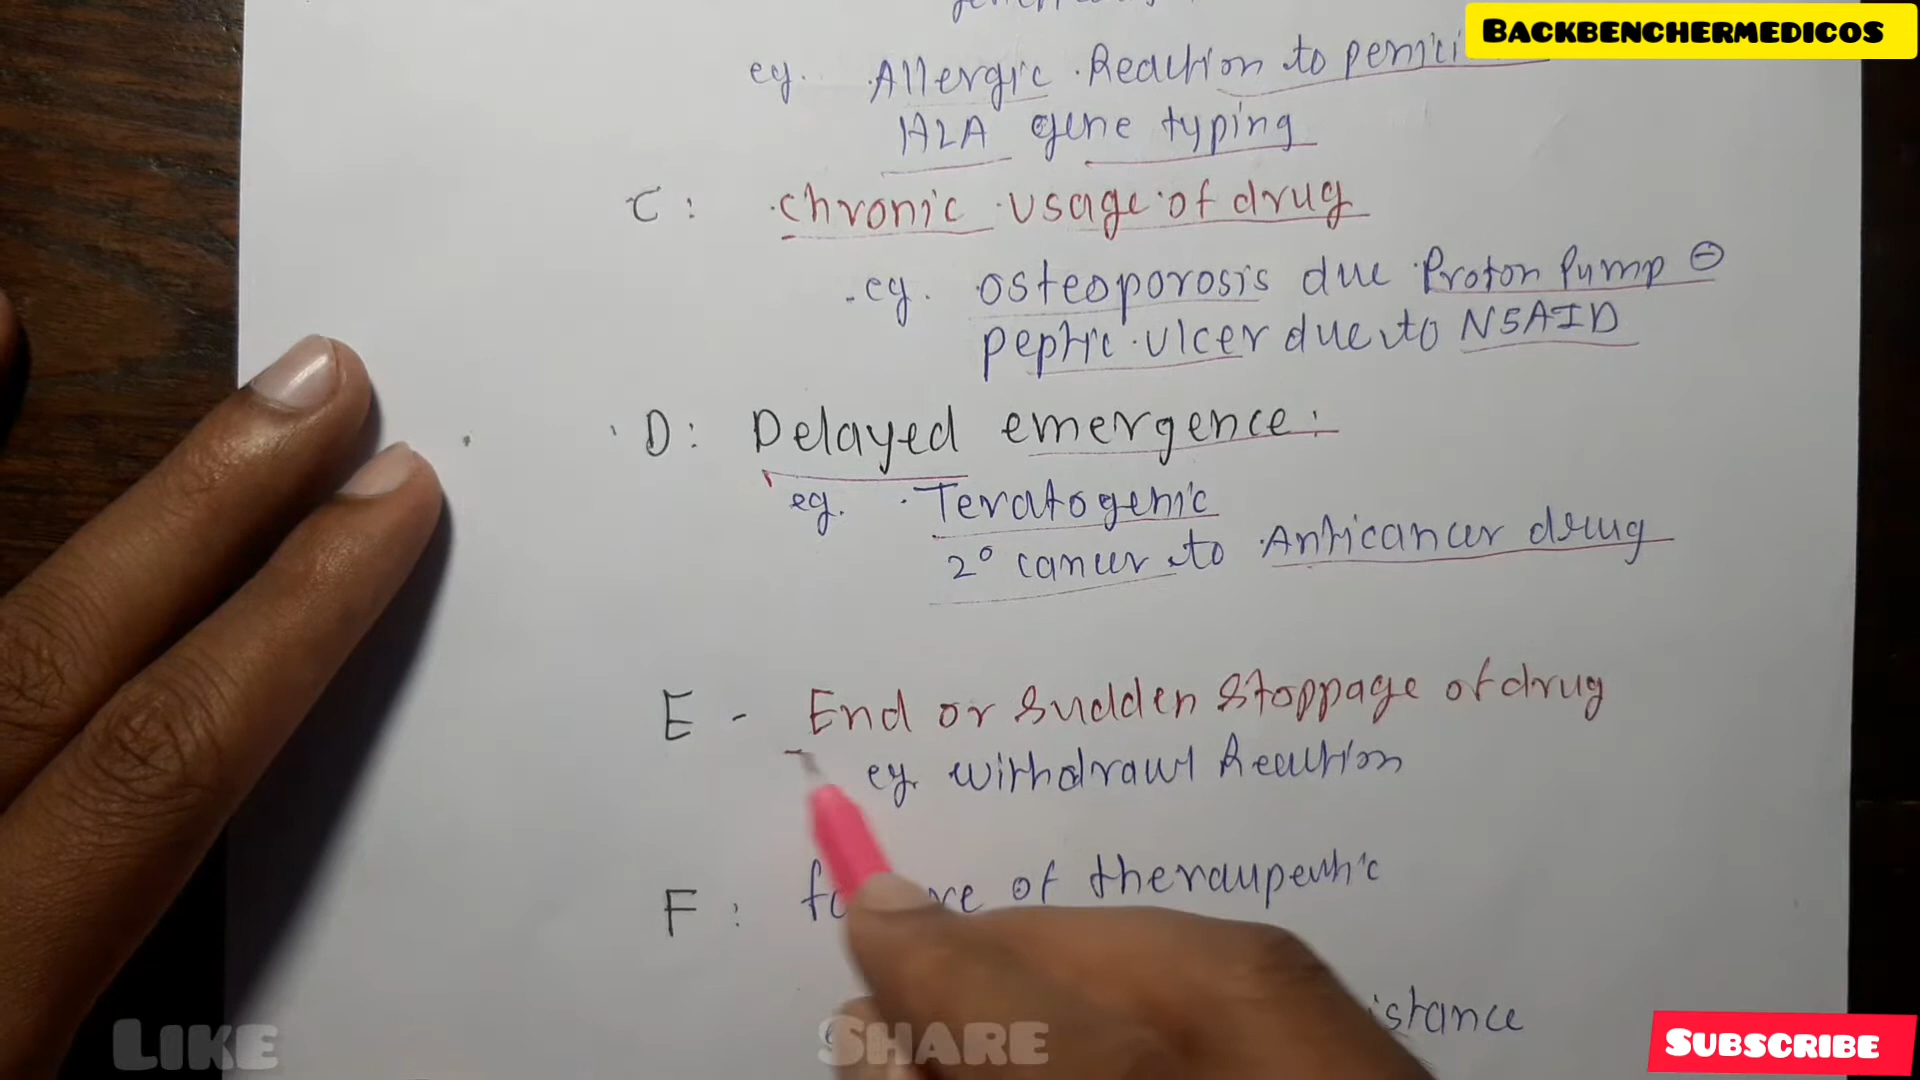 BACKBENCHERMEDICOS
eg. Allergic Reaction to
HLA gene typing
C: chronic usage of drug
eg. osteoporosis due Proton Pump ⊖
peptic ulcer due to NSAID
D: Delayed emergence:
eg. Teratogenic
2° cancer to Anticancer drug
E - End or sudden stoppage of drug
eg. withdrawl Reaction
F: of theraupeutic
LIKE
SHARE
SUBSCRIBE